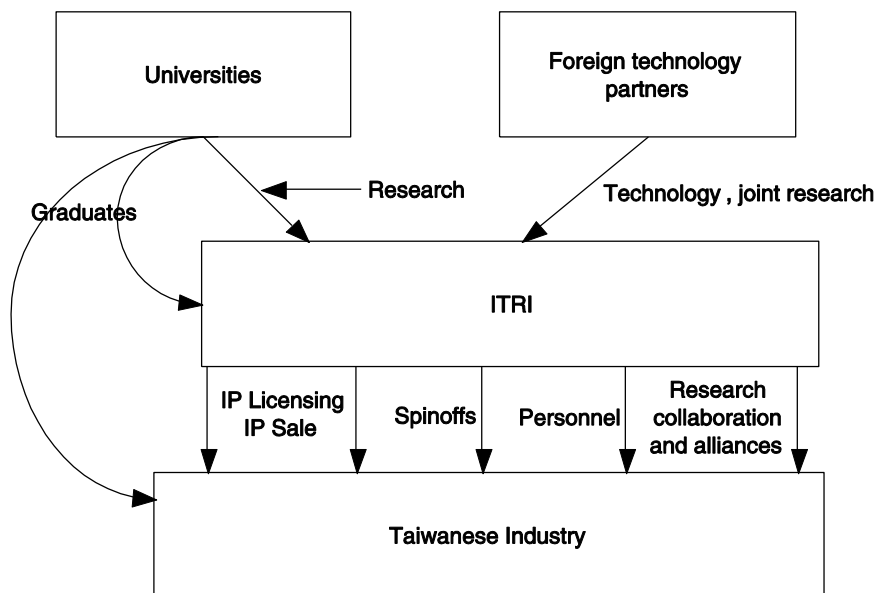 Universities
Foreign technology
partners
Research
Technology , joint research
Graduates
ITRI
IP Licensing
IP Sale
Spinoffs
Personnel
Research
collaboration
and alliances
Taiwanese Industry